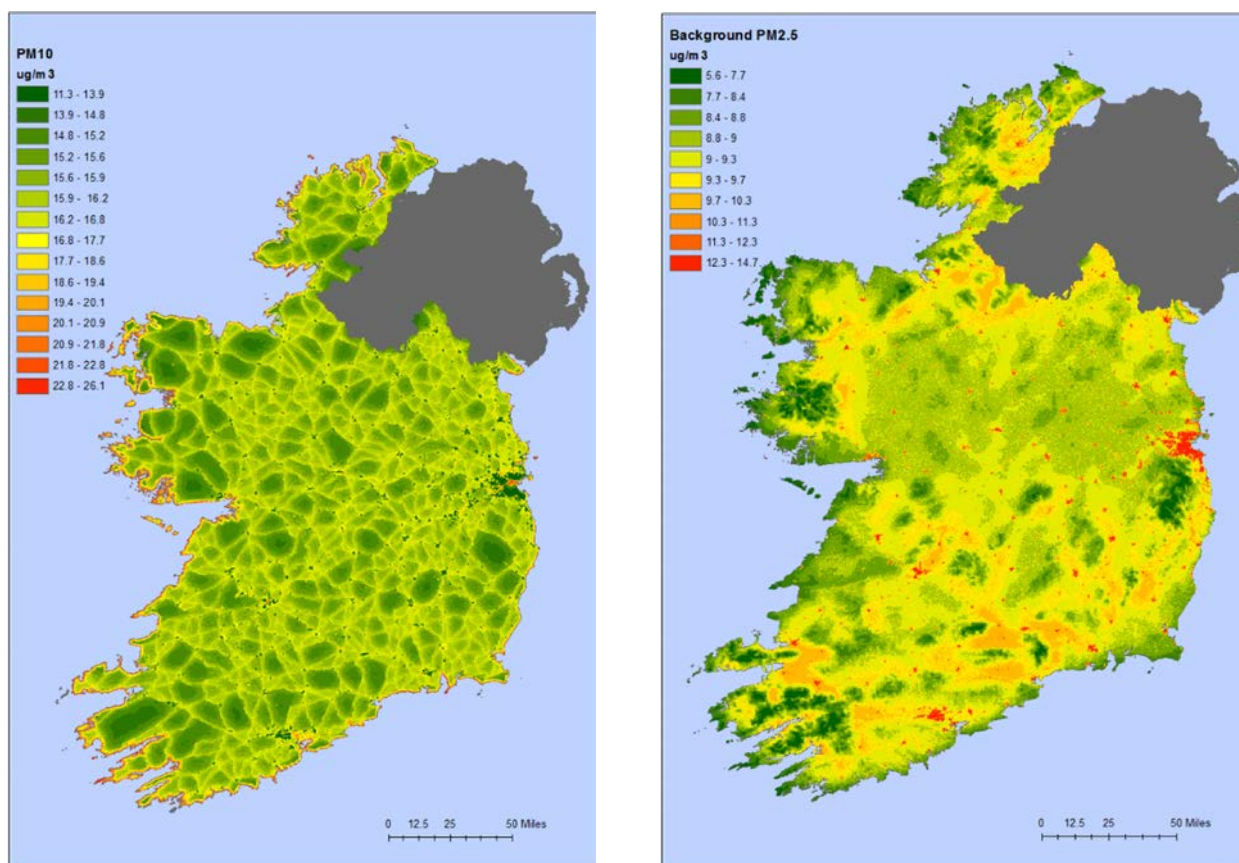 PM10
ug/m 3
11.3 - 13.9
13.9 - 14.8
14.8 - 15.2
15.2 - 15.6
15.6 - 15.9
15.9 - 16.2
16.2 - 16.8
16.8 - 17.7
17.7 - 18.6
18.6 - 19.4
19.4 - 20.1
20.1 - 20.9
20.9 - 21.8
21.8 - 22.8
22.8 - 26.1
0 12.5 25 50 Miles
Background PM2.5
ug/m 3
5.6 - 7.7
7.7 - 8.4
8.4 - 8.8
8.8 - 9
9 - 9.3
9.3 - 9.7
9.7 - 10.3
10.3 - 11.3
11.3 - 12.3
12.3 - 14.7
0 12.5 25 50 Miles